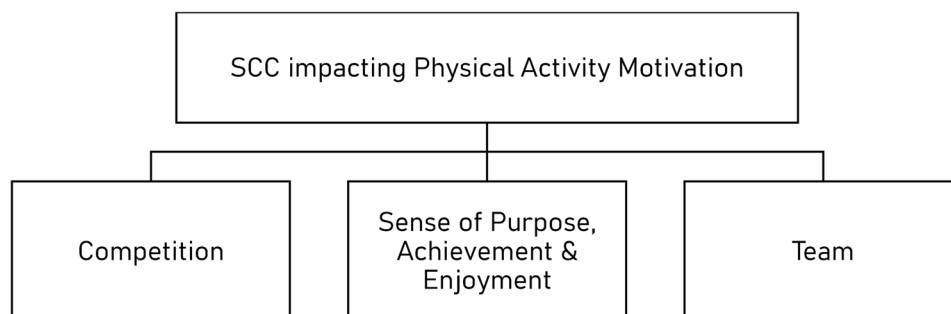 SCC impacting Physical Activity Motivation
Competition
Sense of Purpose,
Achievement &
Enjoyment
Team